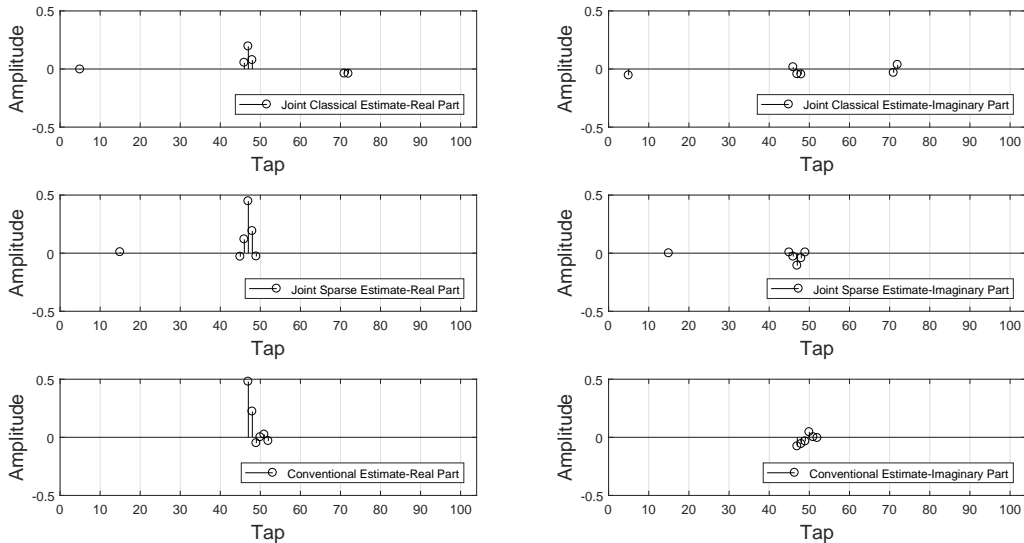 0.5
0
-0.5
Amplitude
Joint Classical Estimate-Real Part
0 10 20 30 40 50 60 70 80 90 100
Tap
0.5
0
-0.5
Amplitude
Joint Classical Estimate-Imaginary Part
0 10 20 30 40 50 60 70 80 90 100
Tap
0.5
0
-0.5
Amplitude
Joint Sparse Estimate-Real Part
0 10 20 30 40 50 60 70 80 90 100
Tap
0.5
0
-0.5
Amplitude
Joint Sparse Estimate-Imaginary Part
0 10 20 30 40 50 60 70 80 90 100
Tap
0.5
0
-0.5
Amplitude
Conventional Estimate-Real Part
0 10 20 30 40 50 60 70 80 90 100
Tap
0.5
0
-0.5
Amplitude
Conventional Estimate-Imaginary Part
0 10 20 30 40 50 60 70 80 90 100
Tap